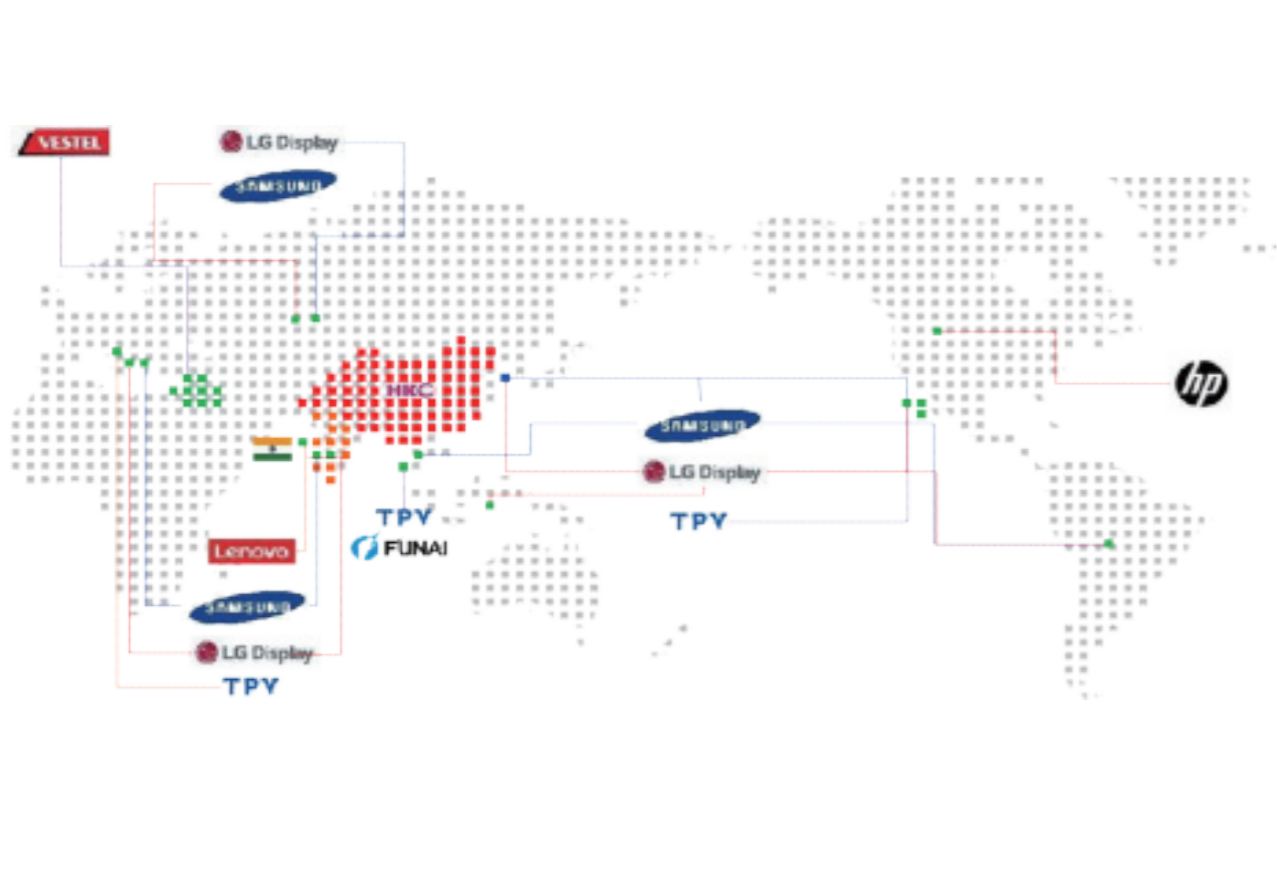 VESTEL
LG Display
SAMSUNG
HKC
hp
SAMSUNG
LG Display
TPY
TPY
FUNAI
Lenovo
SAMSUNG
LG Display
TPY